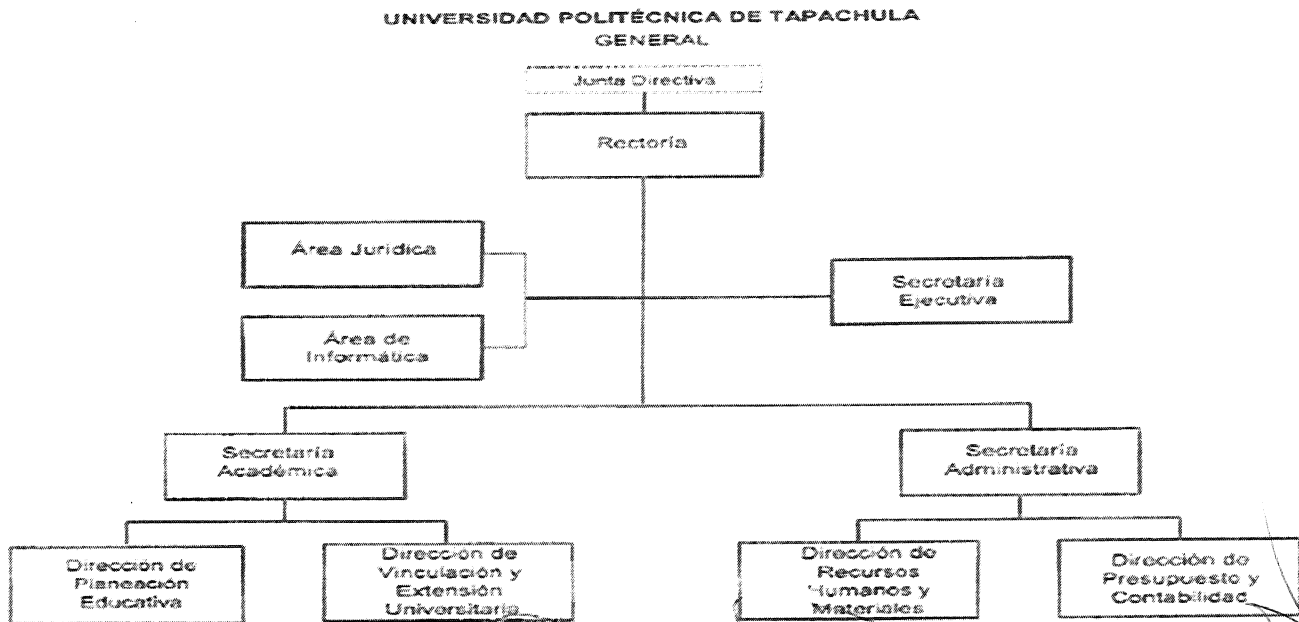 UNIVERSIDAD POLITÉCNICA DE TAPACHULA
GENERAL
Junta Directiva
Rectoría
Área Jurídica
Secretaría
Ejecutiva
Área de
Informática
Secretaría
Académica
Secretaría
Administrativa
Dirección de
Planeación
Educativa
Dirección de
Vinculación y
Extensión
Universitaria
Dirección de
Recursos
Humanos y
Materiales
Dirección de
Presupuesto y
Contabilidad